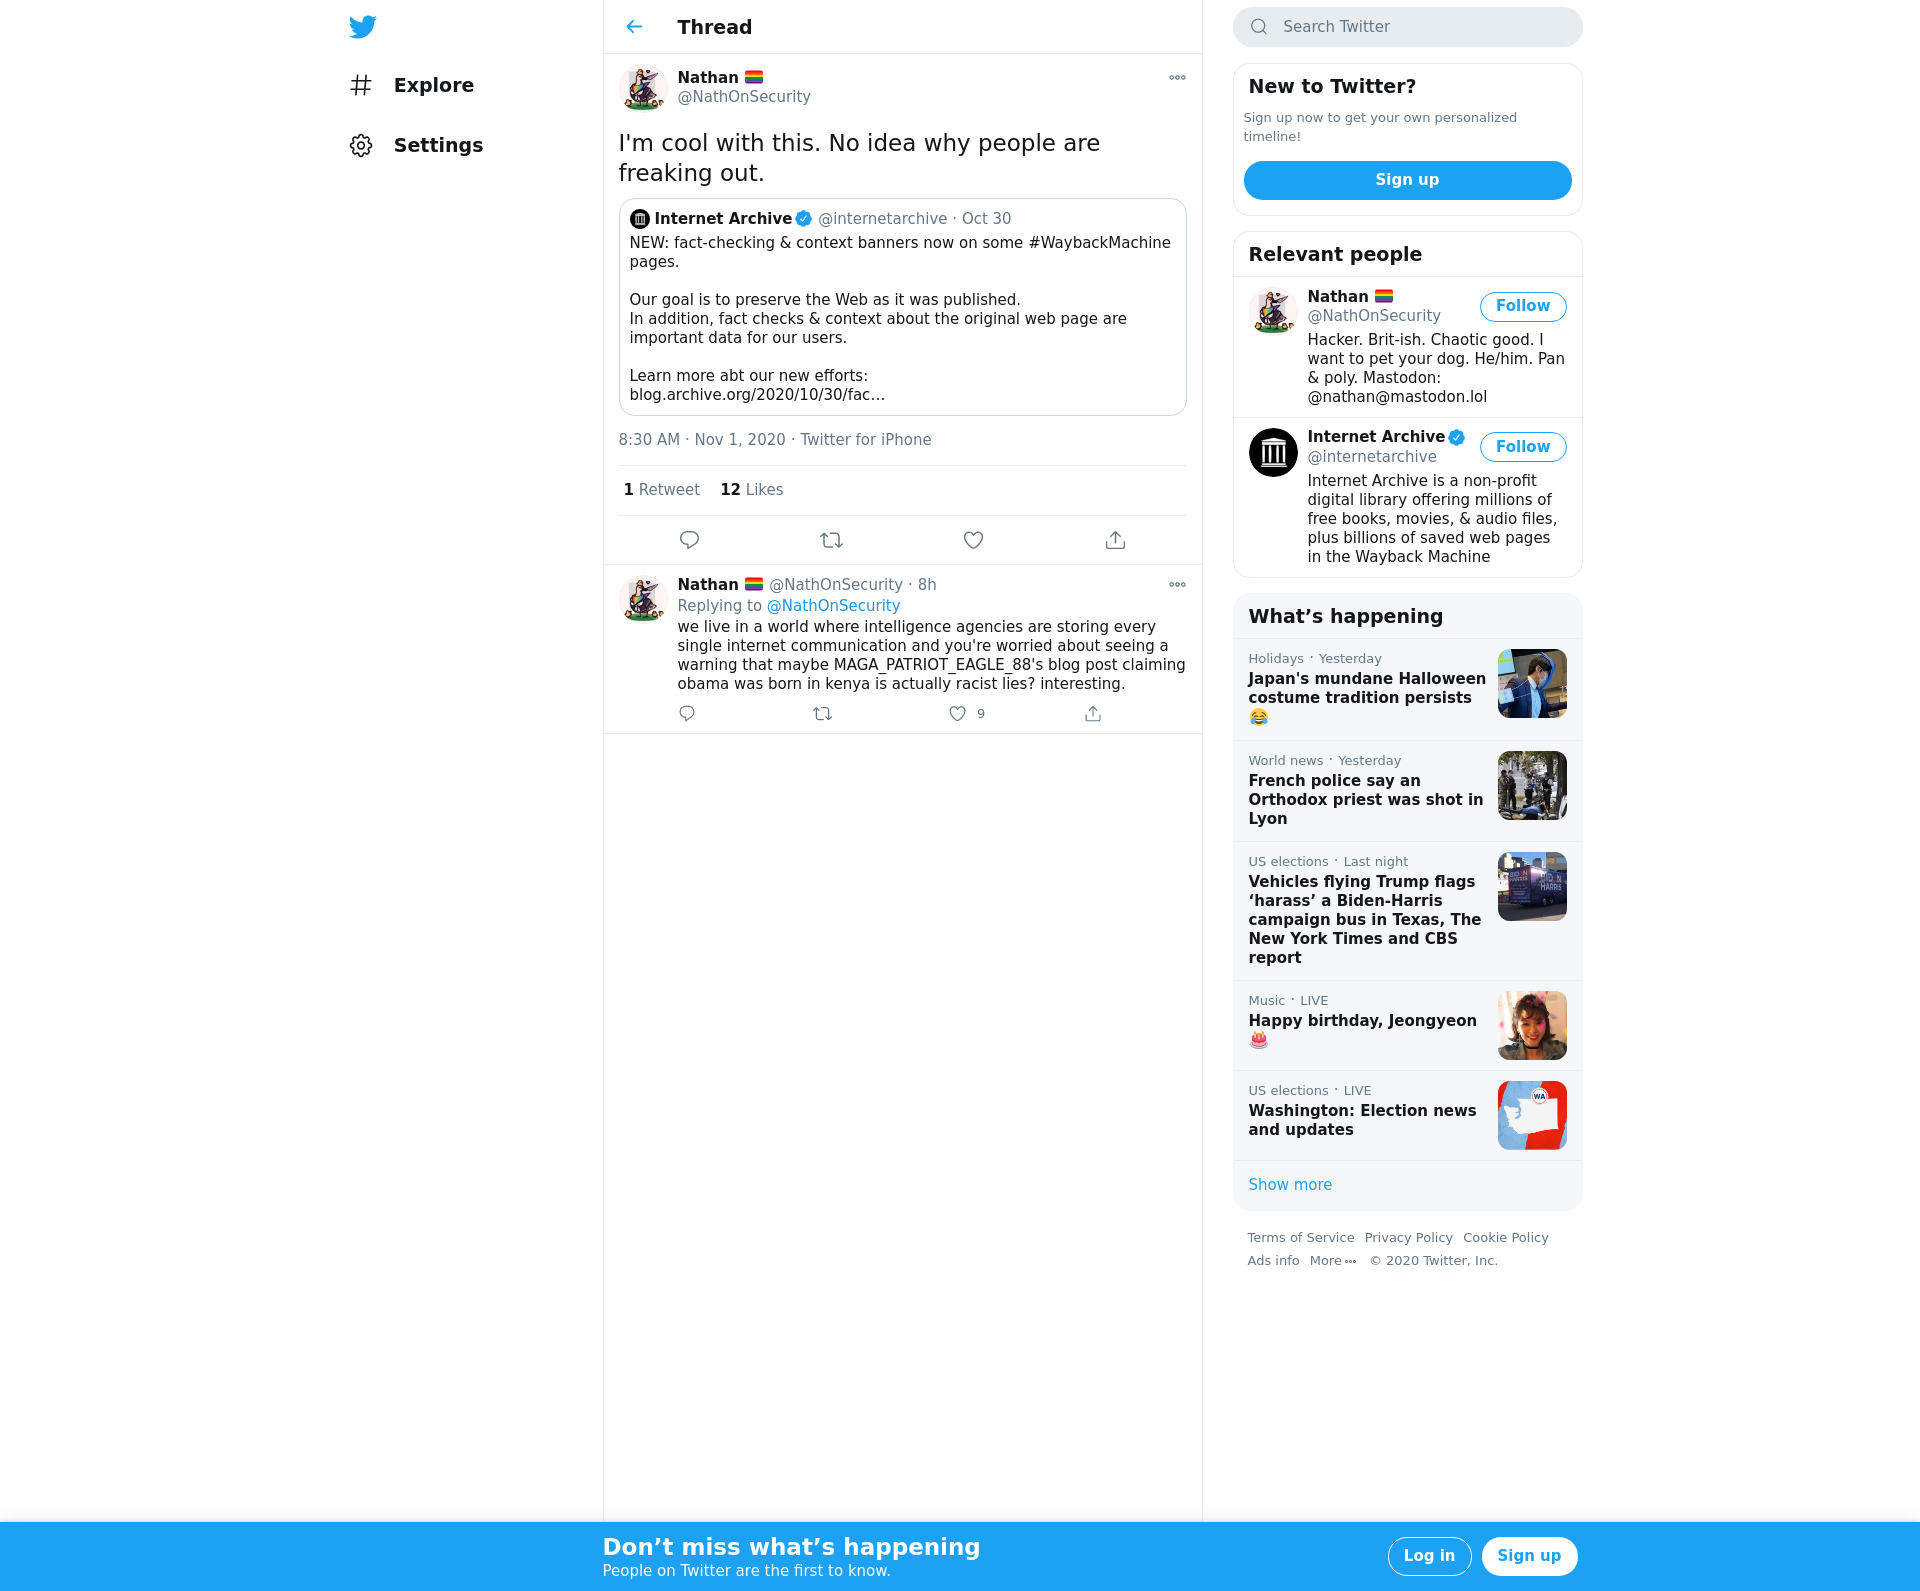 Explore
Settings
Thread
Nathan
@NathOnSecurity
I'm cool with this. No idea why people are
freaking out.
Internet Archive @internetarchive · Oct 30
NEW: fact-checking & context banners now on some #WaybackMachine
pages.
Our goal is to preserve the Web as it was published.
In addition, fact checks & context about the original web page are
important data for our users.
Learn more abt our new efforts:
blog.archive.org/2020/10/30/fac…
8:30 AM · Nov 1, 2020 · Twitter for iPhone
1 Retweet 12 Likes
Nathan @NathOnSecurity · 8h
Replying to @NathOnSecurity
we live in a world where intelligence agencies are storing every
single internet communication and you're worried about seeing a
warning that maybe MAGA_PATRIOT_EAGLE_88's blog post claiming
obama was born in kenya is actually racist lies? interesting.
9
Search Twitter
New to Twitter?
Sign up now to get your own personalized
timeline!
Sign up
Relevant people
Nathan
@NathOnSecurity
Follow
Hacker. Brit-ish. Chaotic good. I
want to pet your dog. He/him. Pan
& poly. Mastodon:
@nathan@mastodon.lol
Internet Archive
@internetarchive
Follow
Internet Archive is a non-profit
digital library offering millions of
free books, movies, & audio files,
plus billions of saved web pages
in the Wayback Machine
What's happening
Holidays · Yesterday
Japan's mundane Halloween
costume tradition persists
😂
World news · Yesterday
French police say an
Orthodox priest was shot in
Lyon
US elections · Last night
Vehicles flying Trump flags
‘harass’ a Biden-Harris
campaign bus in Texas, The
New York Times and CBS
report
HARRIS
Music · LIVE
Happy birthday, Jeongyeon
🎂
US elections · LIVE
Washington: Election news
and updates
WA
Show more
Terms of Service Privacy Policy Cookie Policy
Ads info More © 2020 Twitter, Inc.
Don’t miss what’s happening
People on Twitter are the first to know.
Log in
Sign up